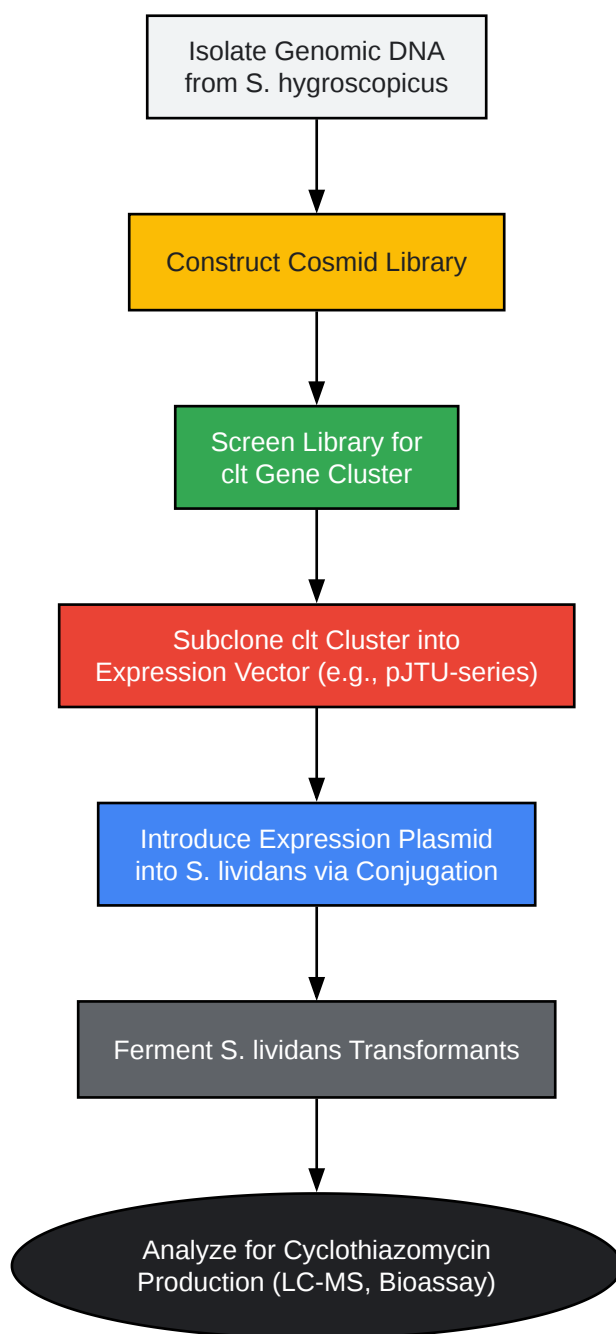 Isolate Genomic DNA
from S. hygroscopicus
Construct Cosmid Library
Screen Library for
clt Gene Cluster
Subclone clt Cluster into
Expression Vector (e.g., pJTU-series)
Introduce Expression Plasmid
into S. lividans via Conjugation
Ferment S. lividans Transformants
Analyze for Cyclothiazomycin
Production (LC-MS, Bioassay)